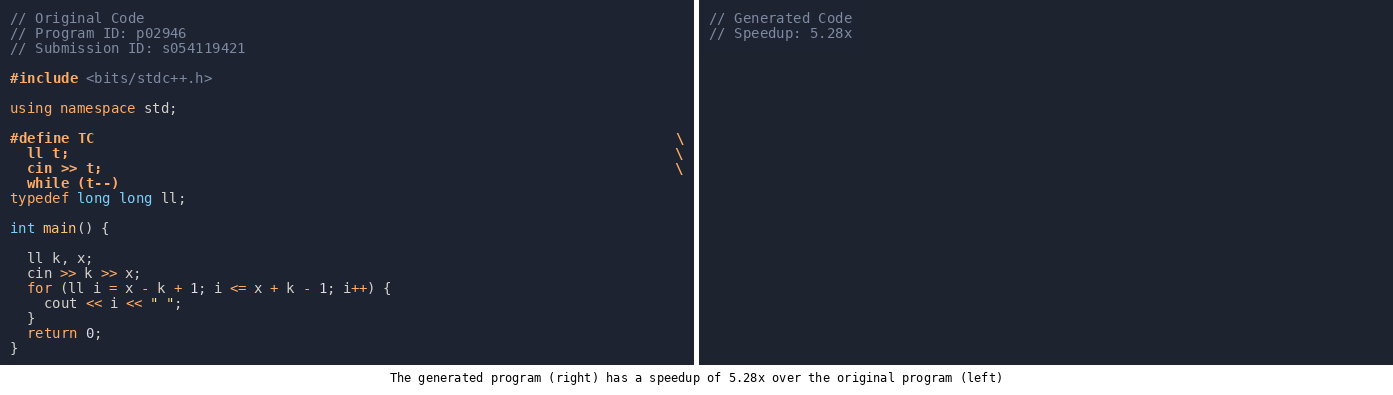 // Original Code
// Program ID: p02946
// Submission ID: s054119421
#include <bits/stdc++.h>
using namespace std;
#define TC \
  ll t; \
  cin >> t; \
  while (t--)
typedef long long ll;
int main() {
  ll k, x;
  cin >> k >> x;
  for (ll i = x - k + 1; i <= x + k - 1; i++) {
    cout << i << " ";
  }
  return 0;
}
// Generated Code
// Speedup: 5.28x
The generated program (right) has a speedup of 5.28x over the original program (left)